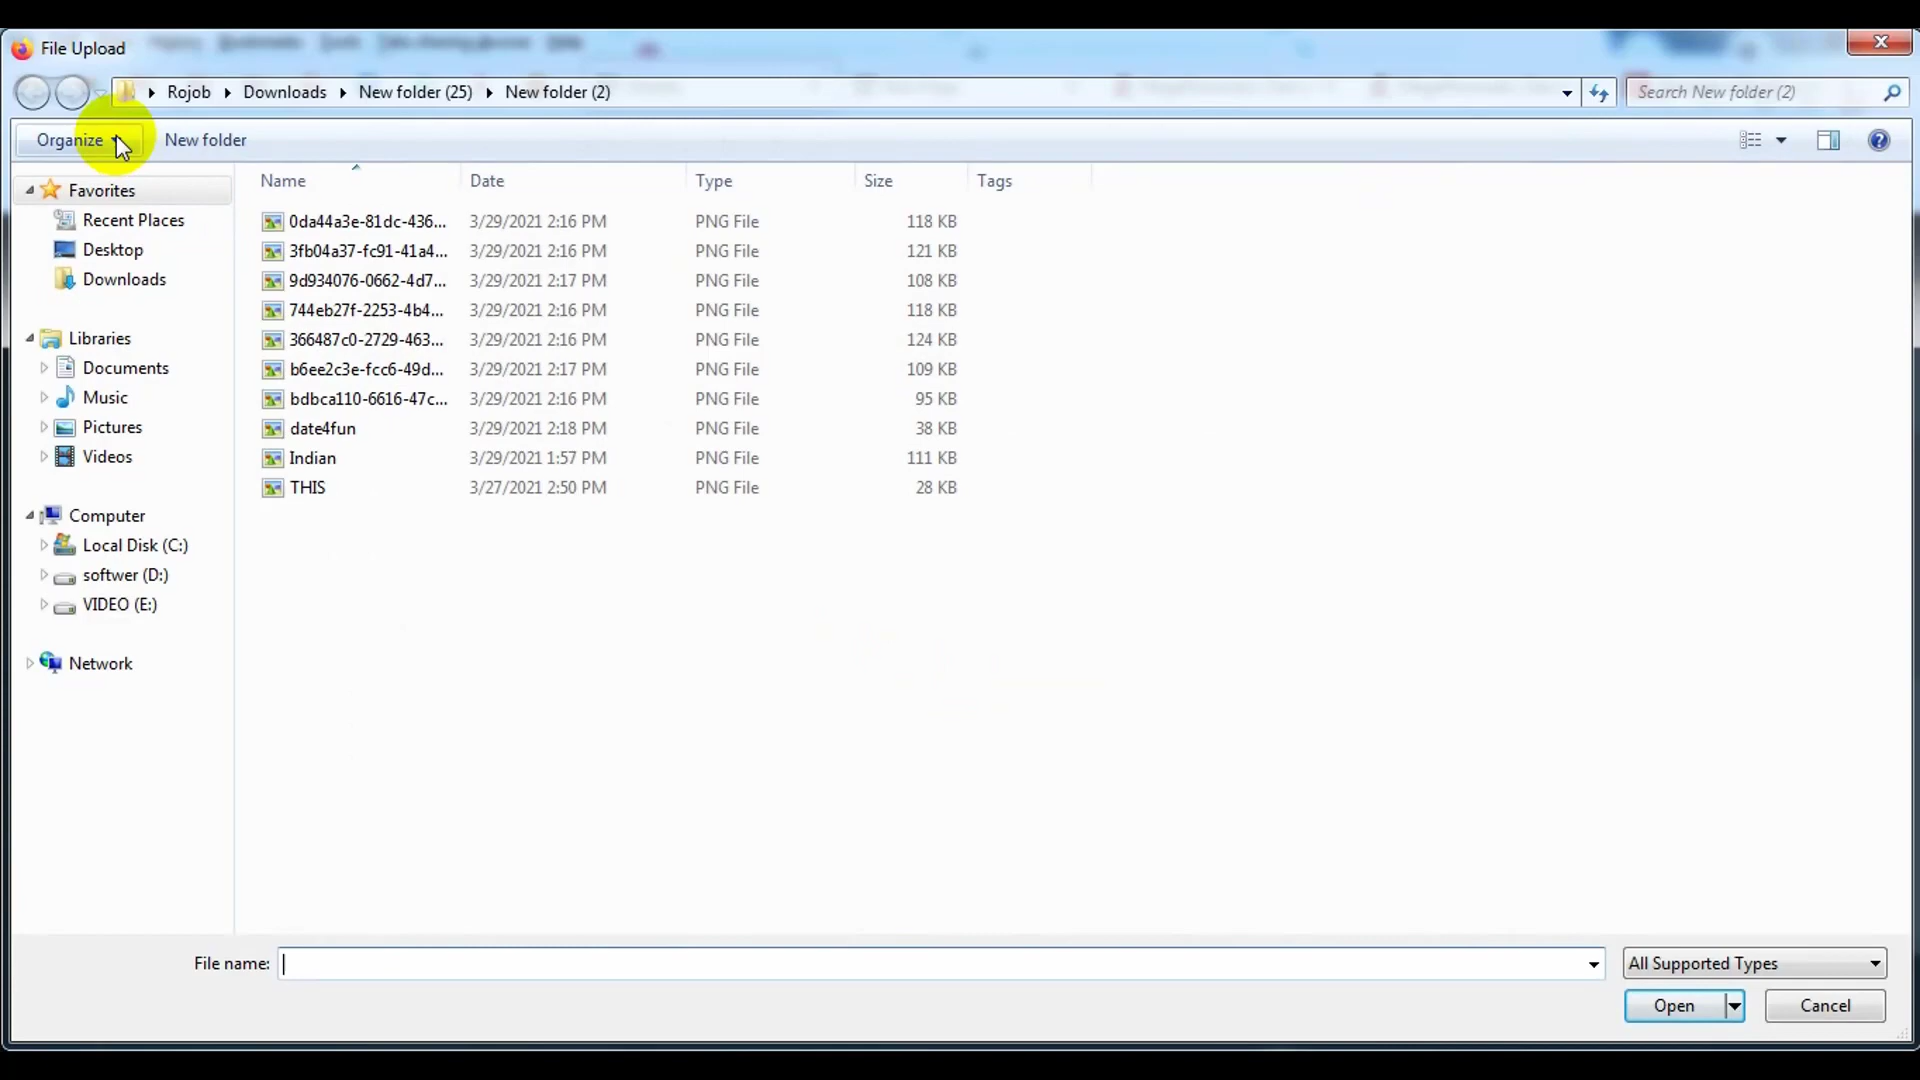 File Upload
Rojob Downloads New folder (25) New folder (2)
Search New folder (2)
Organize New folder
Name Date Type Size Tags
Favorites
Recent Places
Desktop
Downloads
Libraries
Documents
Music
Pictures
Videos
Computer
Local Disk (C:)
softwer (D:)
VIDEO (E:)
Network
0da44a3e-81dc-436... 3/29/2021 2:16 PM PNG File 118 KB
3fb04a37-fc91-41a4... 3/29/2021 2:16 PM PNG File 121 KB
9d934076-0662-4d7... 3/29/2021 2:17 PM PNG File 108 KB
744eb27f-2253-4b4... 3/29/2021 2:16 PM PNG File 118 KB
366487c0-2729-463... 3/29/2021 2:16 PM PNG File 124 KB
b6ee2c3e-fcc6-49d... 3/29/2021 2:17 PM PNG File 109 KB
bdbca110-6616-47c... 3/29/2021 2:16 PM PNG File 95 KB
date4fun 3/29/2021 2:18 PM PNG File 38 KB
Indian 3/29/2021 1:57 PM PNG File 111 KB
THIS 3/27/2021 2:50 PM PNG File 28 KB
File name:
All Supported Types
Open Cancel